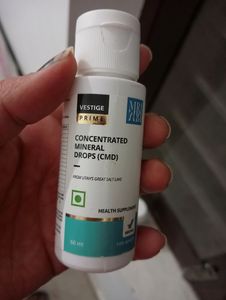 VESTIGE
PRIME
CONCENTRATED
MINERAL
DROPS (CMD)
FROM UTAH'S GREAT SALT LAKE
HEALTH SUPPLEMENT
60 ml